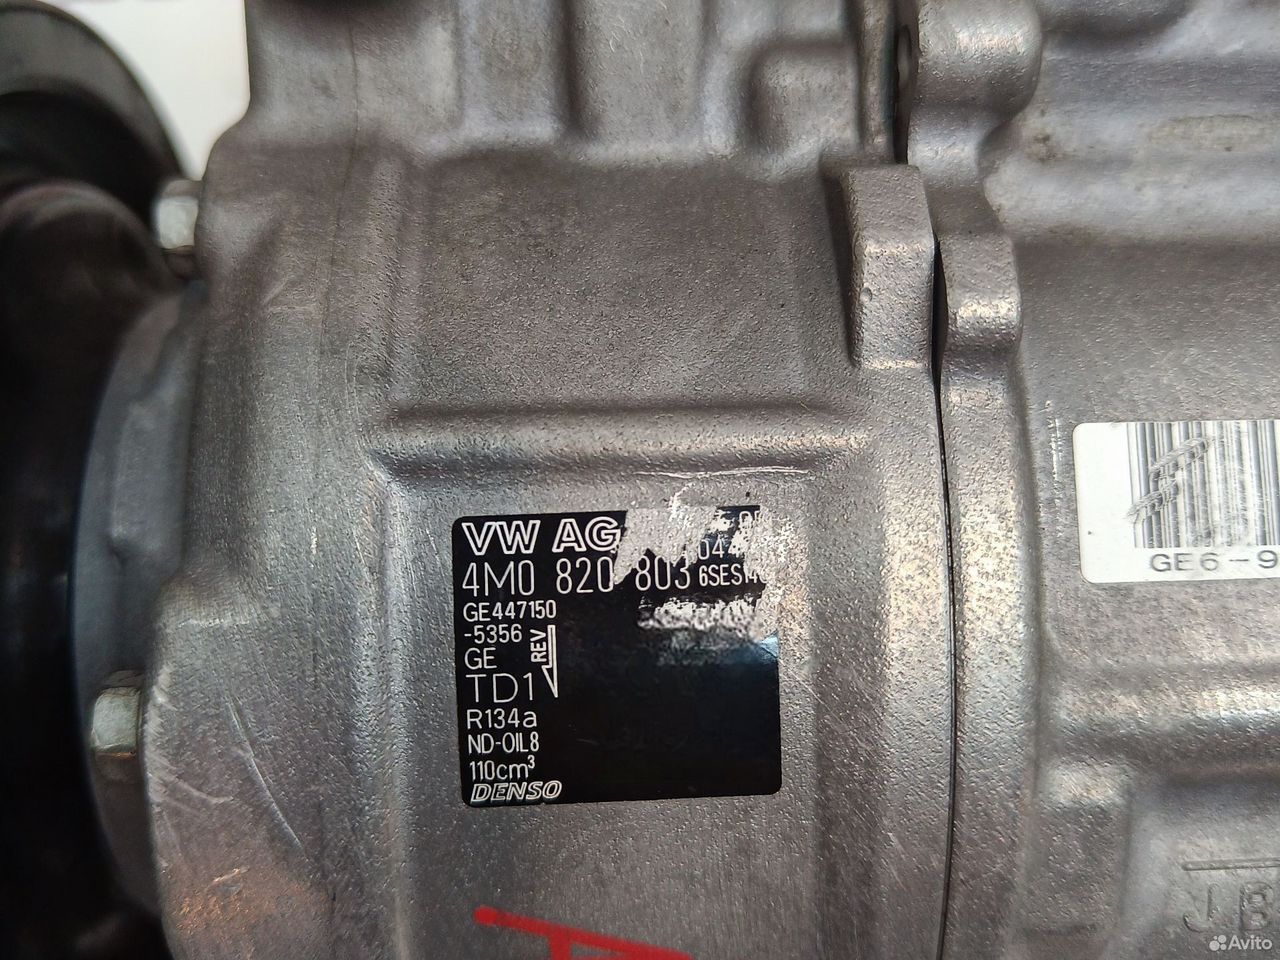 VW AG
4M0 820 803
GE447150
-5356
GE
REV
TD1
R134a
ND-OIL8
110cm³
DENSO
GE6-9
J.B
Avito